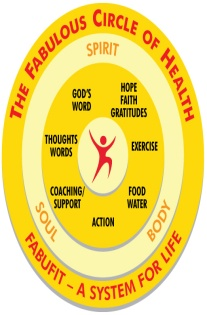 THE FABULOUS CIRCLE OF HEALTH
SPIRIT
GOD'S
WORD
HOPE
FAITH
GRATITUDES
THOUGHTS
WORDS
EXERCISE
COACHING/
SUPPORT
FOOD
WATER
ACTION
SOUL
BODY
FABUFIT – A SYSTEM FOR LIFE